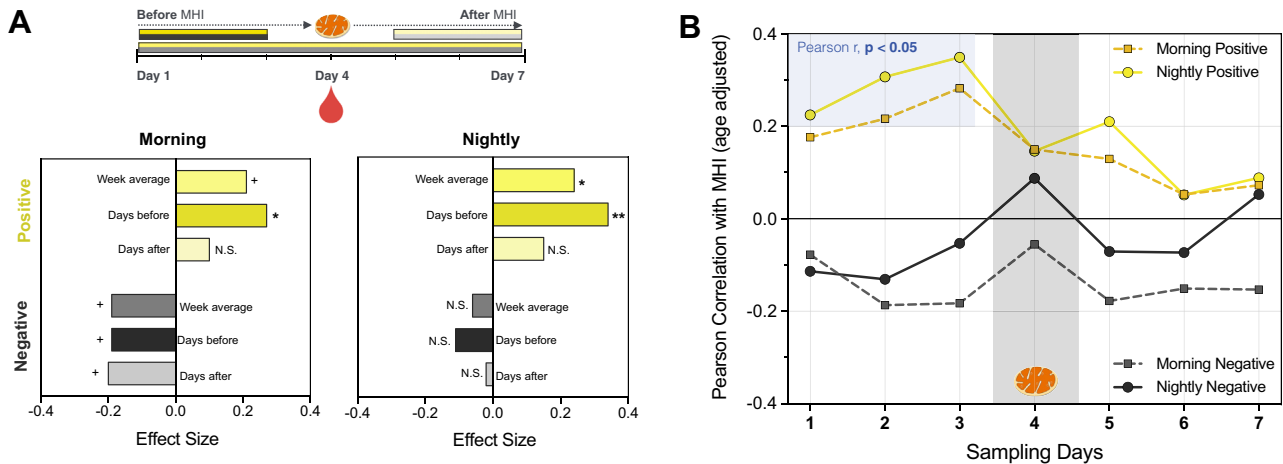 A
Before MHI
After MHI
Day 1
Day 4
Day 7
Morning
Nightly
Positive
Week average
+
Days before
*
Days after
N.S.
Negative
+
Week average
+
Days before
+
Days after
-0.4
-0.2
0.0
0.2
0.4
Effect Size
Week average
*
Days before
**
Days after
N.S.
N.S.
Week average
N.S.
Days before
N.S.
Days after
-0.4
-0.2
0.0
0.2
0.4
Effect Size
B
Pearson Correlation with MHI (age adjusted)
0.4
0.2
0.0
-0.2
-0.4
Pearson r, p < 0.05
Morning Positive
Nightly Positive
Morning Negative
Nightly Negative
1
2
3
4
5
6
7
Sampling Days